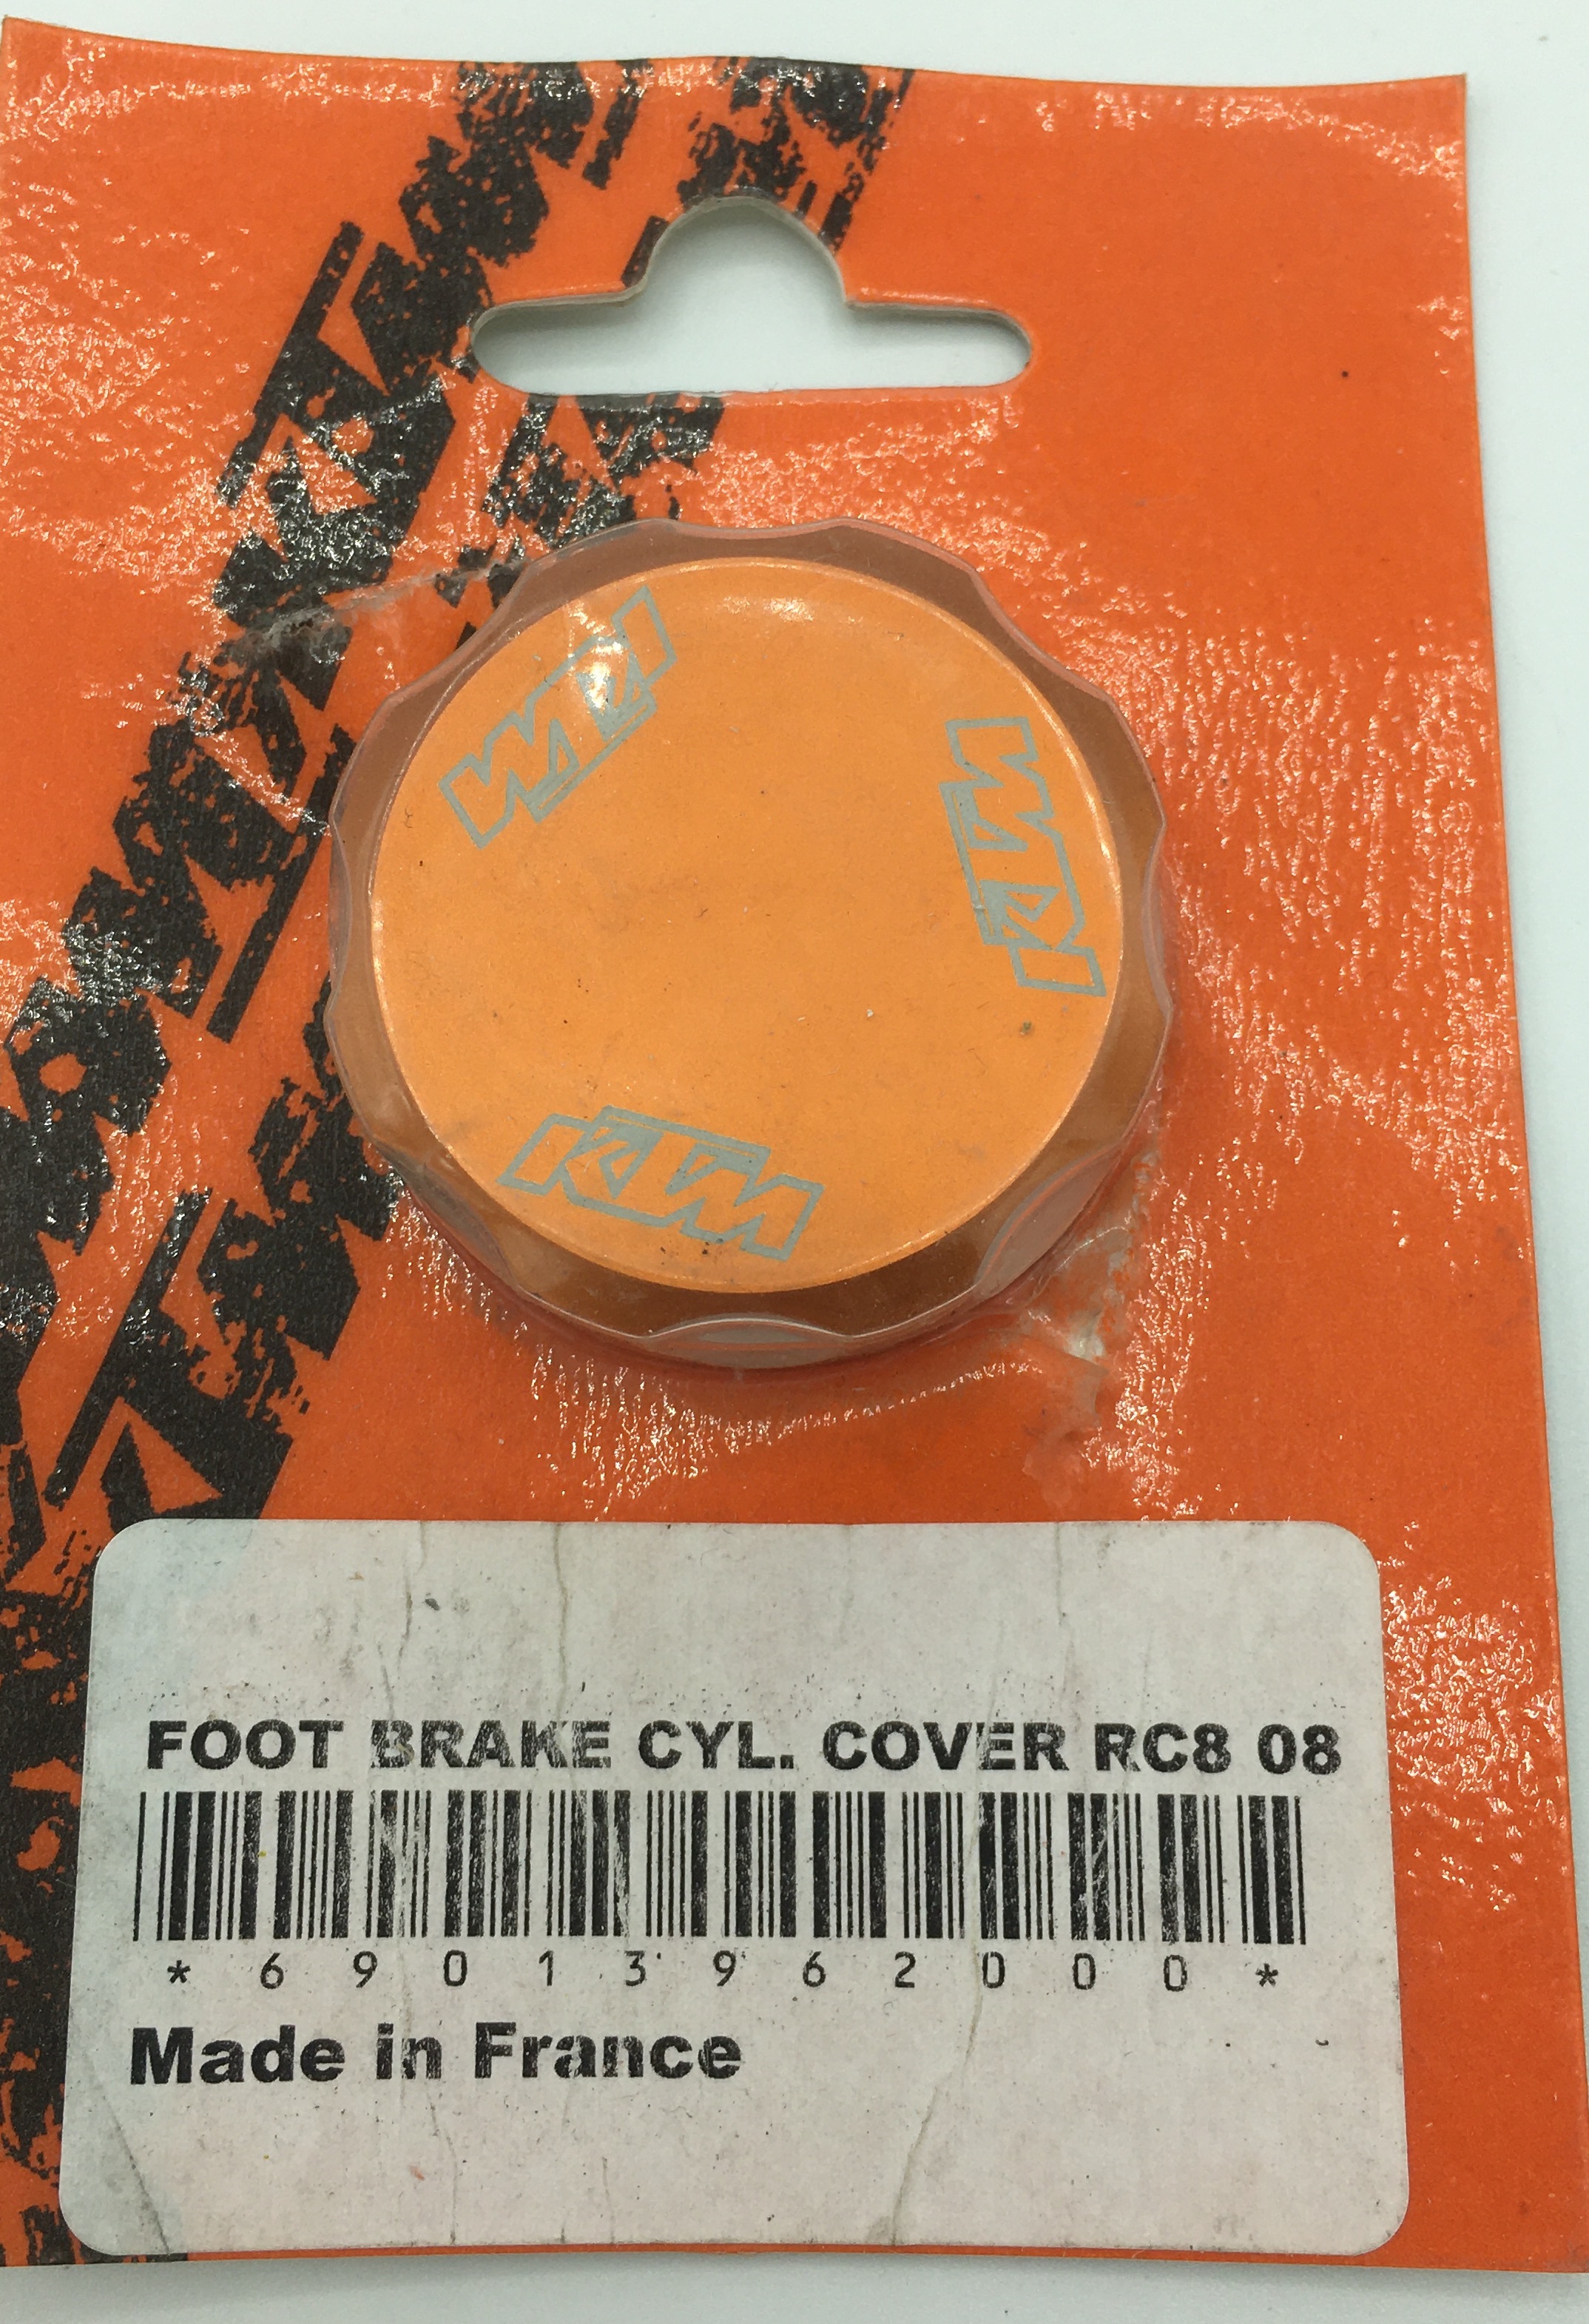 KTM
KTM
KTM
FOOT BRAKE CYL. COVER RC8 08
*69013962000*
Made in France